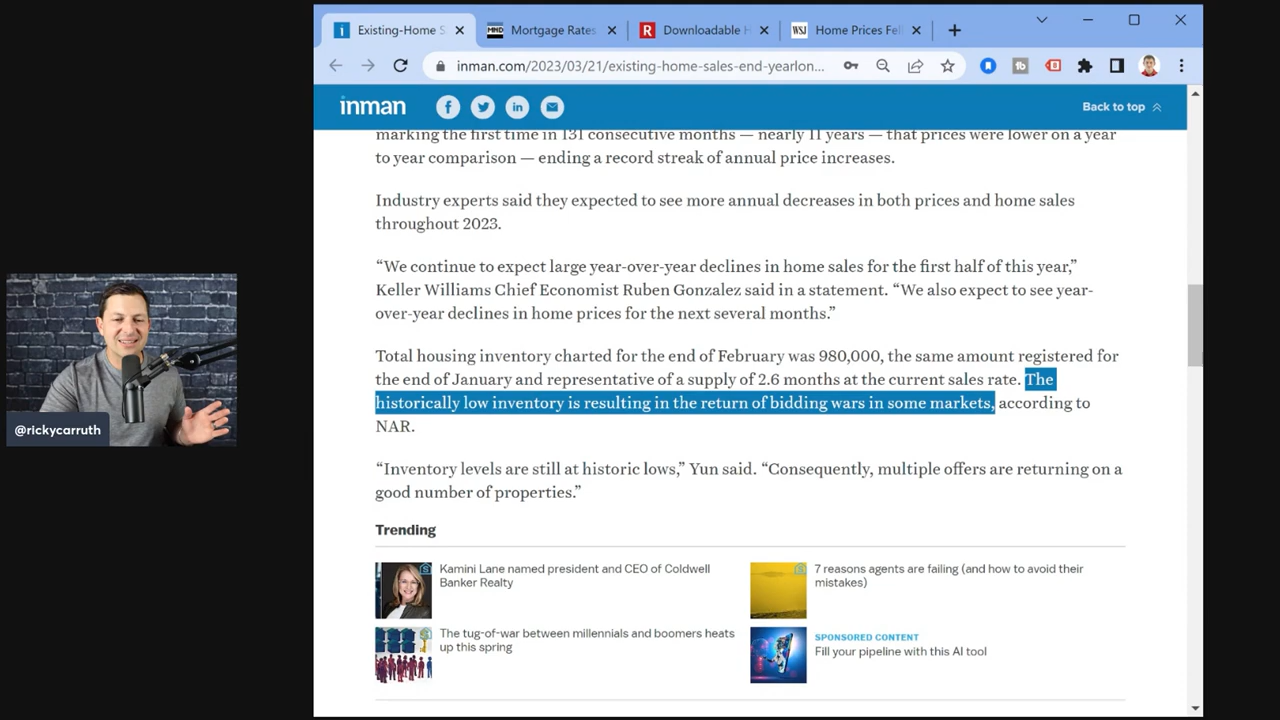 Existing-Home S
Mortgage Rates
Downloadable H
WSJ
Home Prices Fell
inman.com/2023/03/21/existing-home-sales-end-yearlon...
inman
Back to top
marking the first time in 131 consecutive months — nearly 11 years — that prices were lower on a year
to year comparison — ending a record streak of annual price increases.
Industry experts said they expected to see more annual decreases in both prices and home sales
throughout 2023.
“We continue to expect large year-over-year declines in home sales for the first half of this year,”
Keller Williams Chief Economist Ruben Gonzalez said in a statement. “We also expect to see year-
over-year declines in home prices for the next several months.”
Total housing inventory charted for the end of February was 980,000, the same amount registered for
the end of January and representative of a supply of 2.6 months at the current sales rate. The
historically low inventory is resulting in the return of bidding wars in some markets, according to
NAR.
@rickycarruth
“Inventory levels are still at historic lows,” Yun said. “Consequently, multiple offers are returning on a
good number of properties.”
Trending
Kamini Lane named president and CEO of Coldwell
Banker Realty
7 reasons agents are failing (and how to avoid their
mistakes)
The tug-of-war between millennials and boomers heats
up this spring
SPONSORED CONTENT
Fill your pipeline with this AI tool